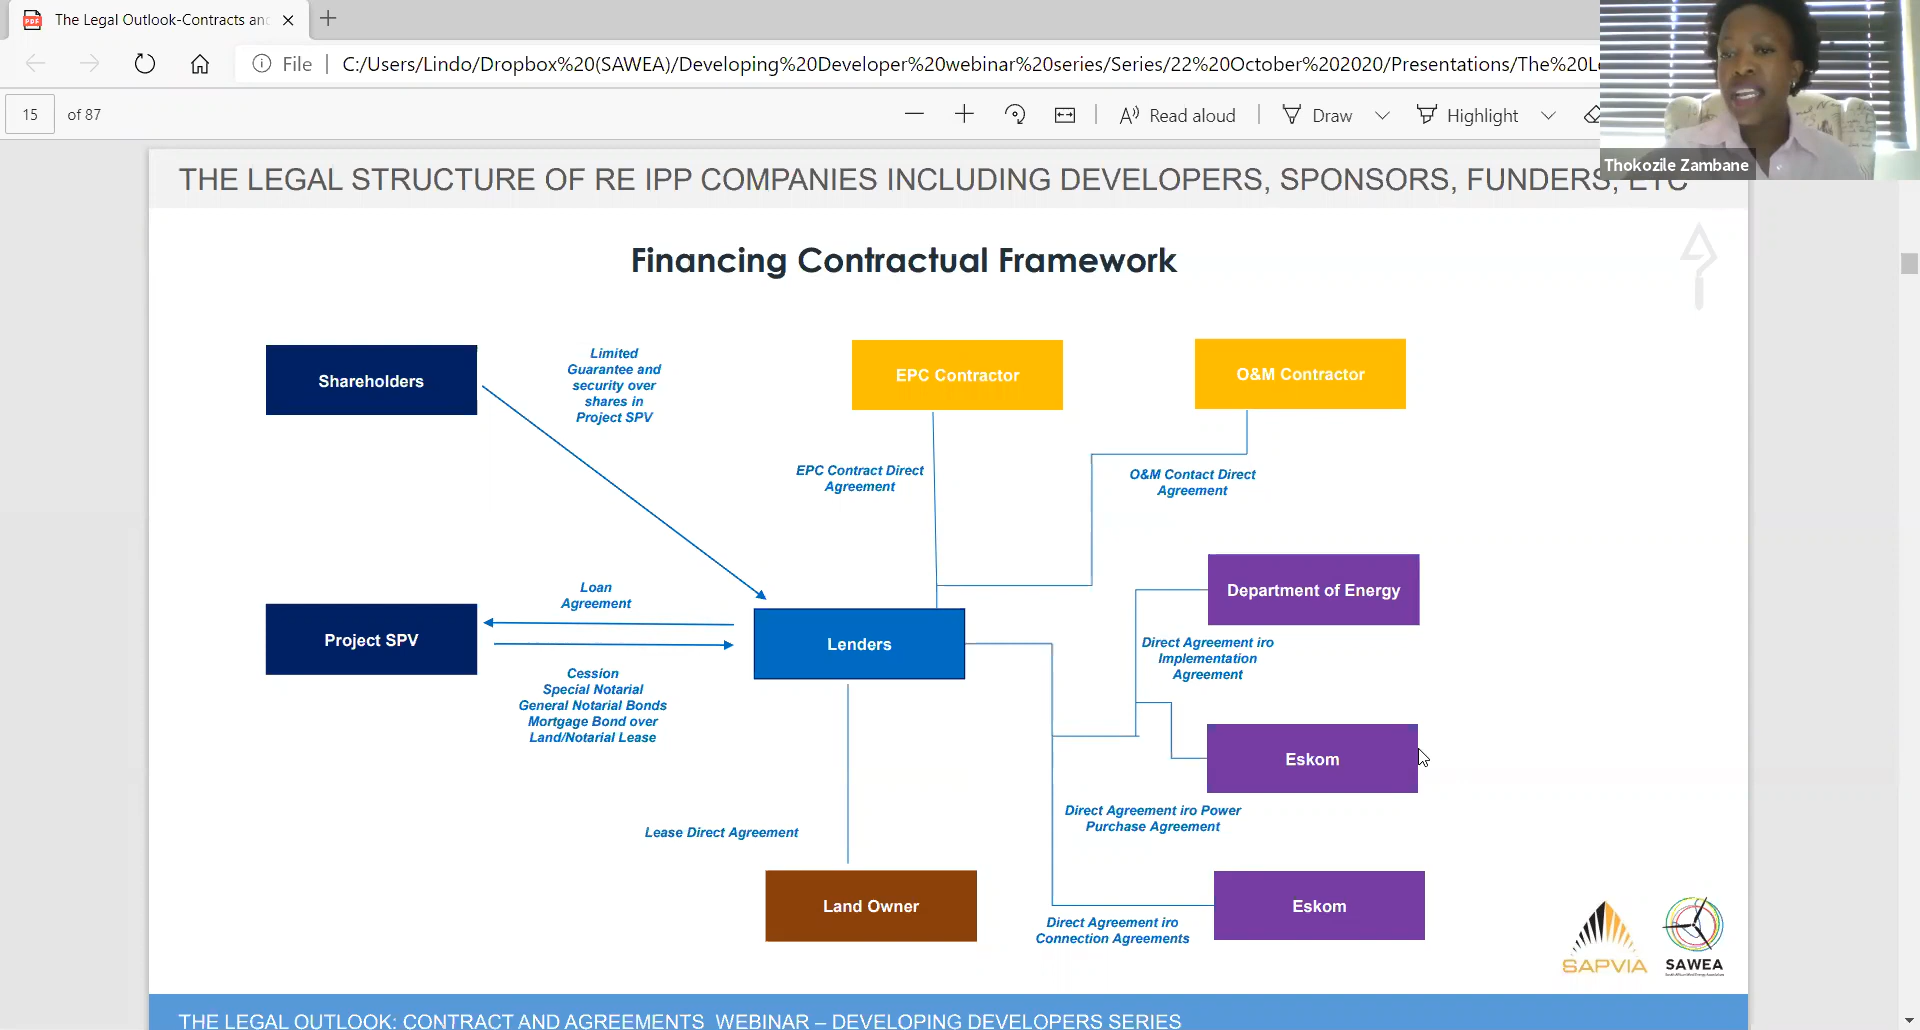 The Legal Outlook-Contracts and
File
C:/Users/Lindo/Dropbox%20(SAWEA)/Developing%20Developer%20webinar%20series/Series/22%20October%202020/Presentations/The%20L
15 of 87
Read aloud
Draw
Highlight
Thokozile Zambane
THE LEGAL STRUCTURE OF RE IPP COMPANIES INCLUDING DEVELOPERS, SPONSORS, FUNDERS, ETC
Financing Contractual Framework
Shareholders
Limited
Guarantee and
security over
shares in
Project SPV
EPC Contractor
O&M Contractor
EPC Contract Direct
Agreement
O&M Contact Direct
Agreement
Department of Energy
Loan
Agreement
Project SPV
Lenders
Direct Agreement iro
Implementation
Agreement
Cession
Special Notarial
General Notarial Bonds
Mortgage Bond over
Land/Notarial Lease
Eskom
Direct Agreement iro Power
Purchase Agreement
Lease Direct Agreement
Land Owner
Eskom
Direct Agreement iro
Connection Agreements
SAPVIA
SAWEA
THE LEGAL OUTLOOK: CONTRACT AND AGREEMENTS WEBINAR – DEVELOPING DEVELOPERS SERIES